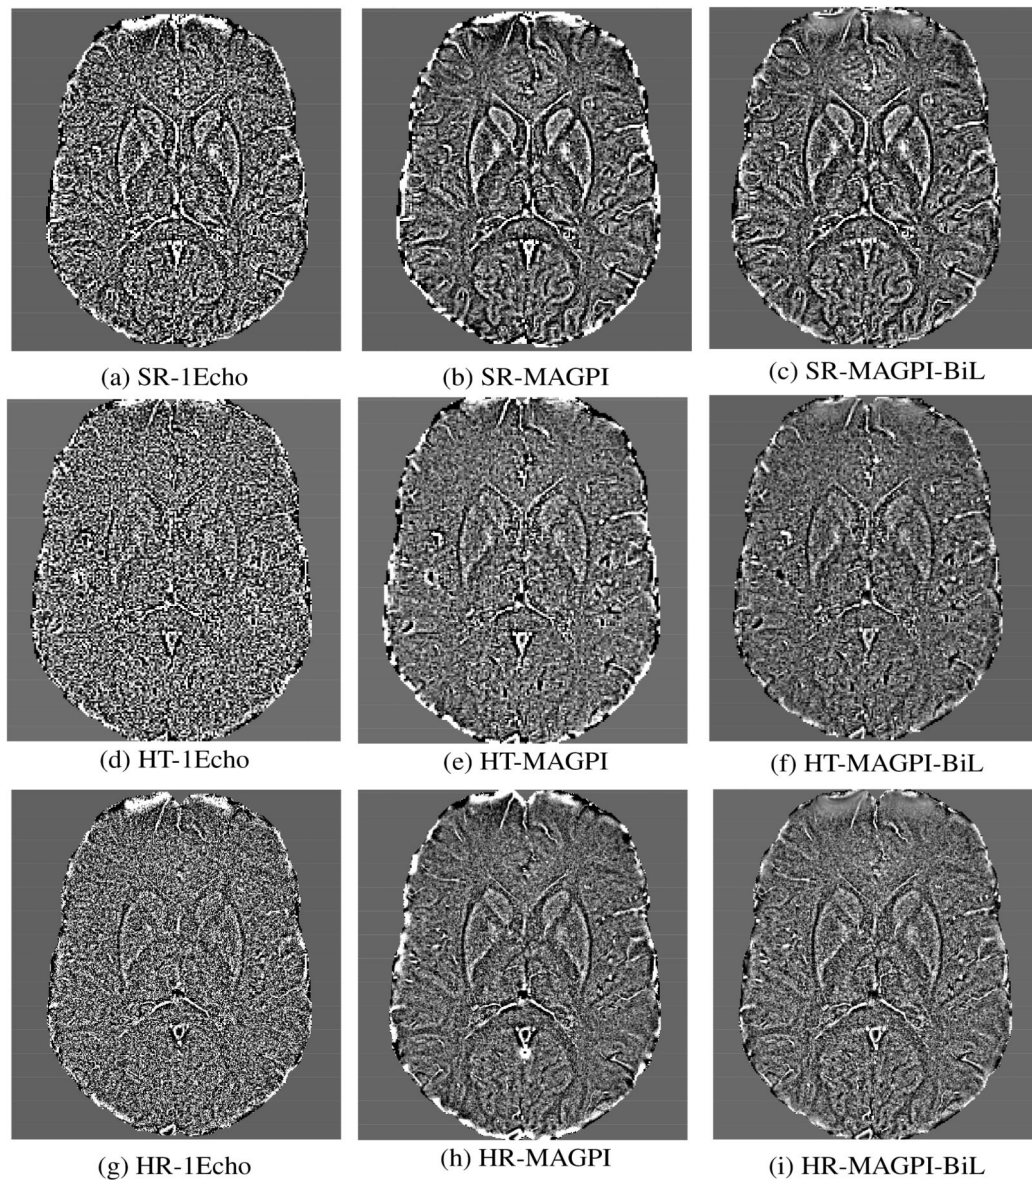 (a) SR-1Echo
(b) SR-MAGPI
(c) SR-MAGPI-BiL
(d) HT-1Echo
(e) HT-MAGPI
(f) HT-MAGPI-BiL
(g) HR-1Echo
(h) HR-MAGPI
(i) HR-MAGPI-BiL